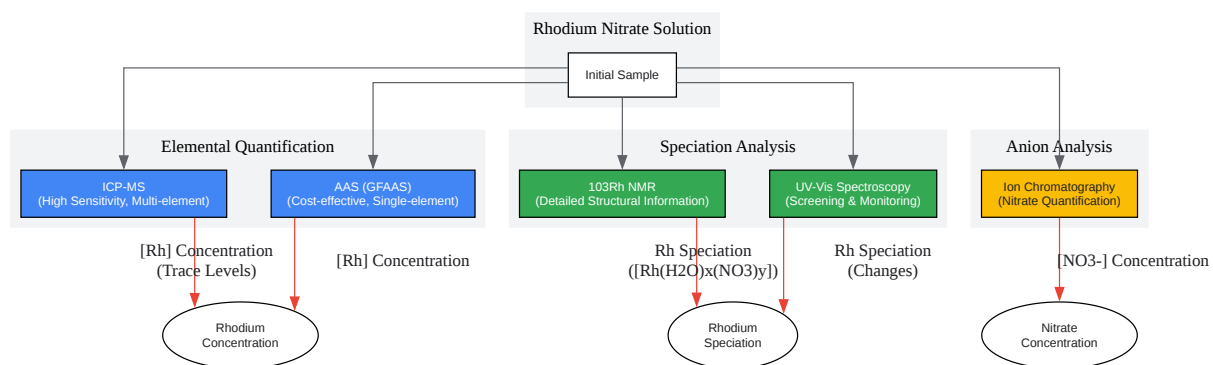 Rhodium Nitrate Solution
Initial Sample
Elemental Quantification
Speciation Analysis
Anion Analysis
ICP-MS
(High Sensitivity, Multi-element)
AAS (GFAAS)
(Cost-effective, Single-element)
103Rh NMR
(Detailed Structural Information)
UV-Vis Spectroscopy
(Screening & Monitoring)
Ion Chromatography
(Nitrate Quantification)
[Rh] Concentration
(Trace Levels)
[Rh] Concentration
Rh Speciation
([Rh(H2O)x(NO3)y])
Rh Speciation
(Changes)
[NO3-] Concentration
Rhodium
Concentration
Rhodium
Speciation
Nitrate
Concentration